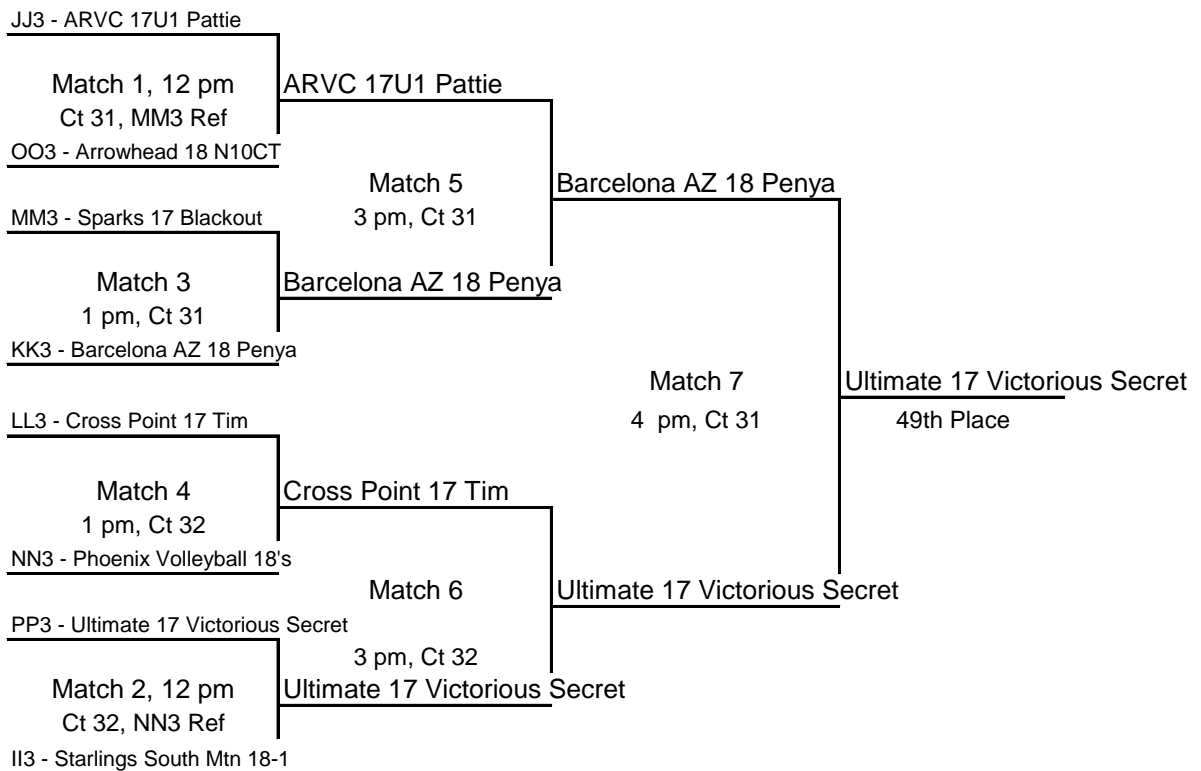 JJ3 - ARVC 17U1 Pattie
Match 1, 12 pm
ARVC 17U1 Pattie
Ct 31, MM3 Ref
OO3 - Arrowhead 18 N10CT
Match 5
Barcelona AZ 18 Penya
MM3 - Sparks 17 Blackout
3 pm, Ct 31
Match 3
Barcelona AZ 18 Penya
1 pm, Ct 31
KK3 - Barcelona AZ 18 Penya
Match 7
Ultimate 17 Victorious Secret
LL3 - Cross Point 17 Tim
4 pm, Ct 31
49th Place
Match 4
Cross Point 17 Tim
1 pm, Ct 32
NN3 - Phoenix Volleyball 18's
Match 6
Ultimate 17 Victorious Secret
PP3 - Ultimate 17 Victorious Secret
3 pm, Ct 32
Match 2, 12 pm
Ultimate 17 Victorious Secret
Ct 32, NN3 Ref
II3 - Starlings South Mtn 18-1